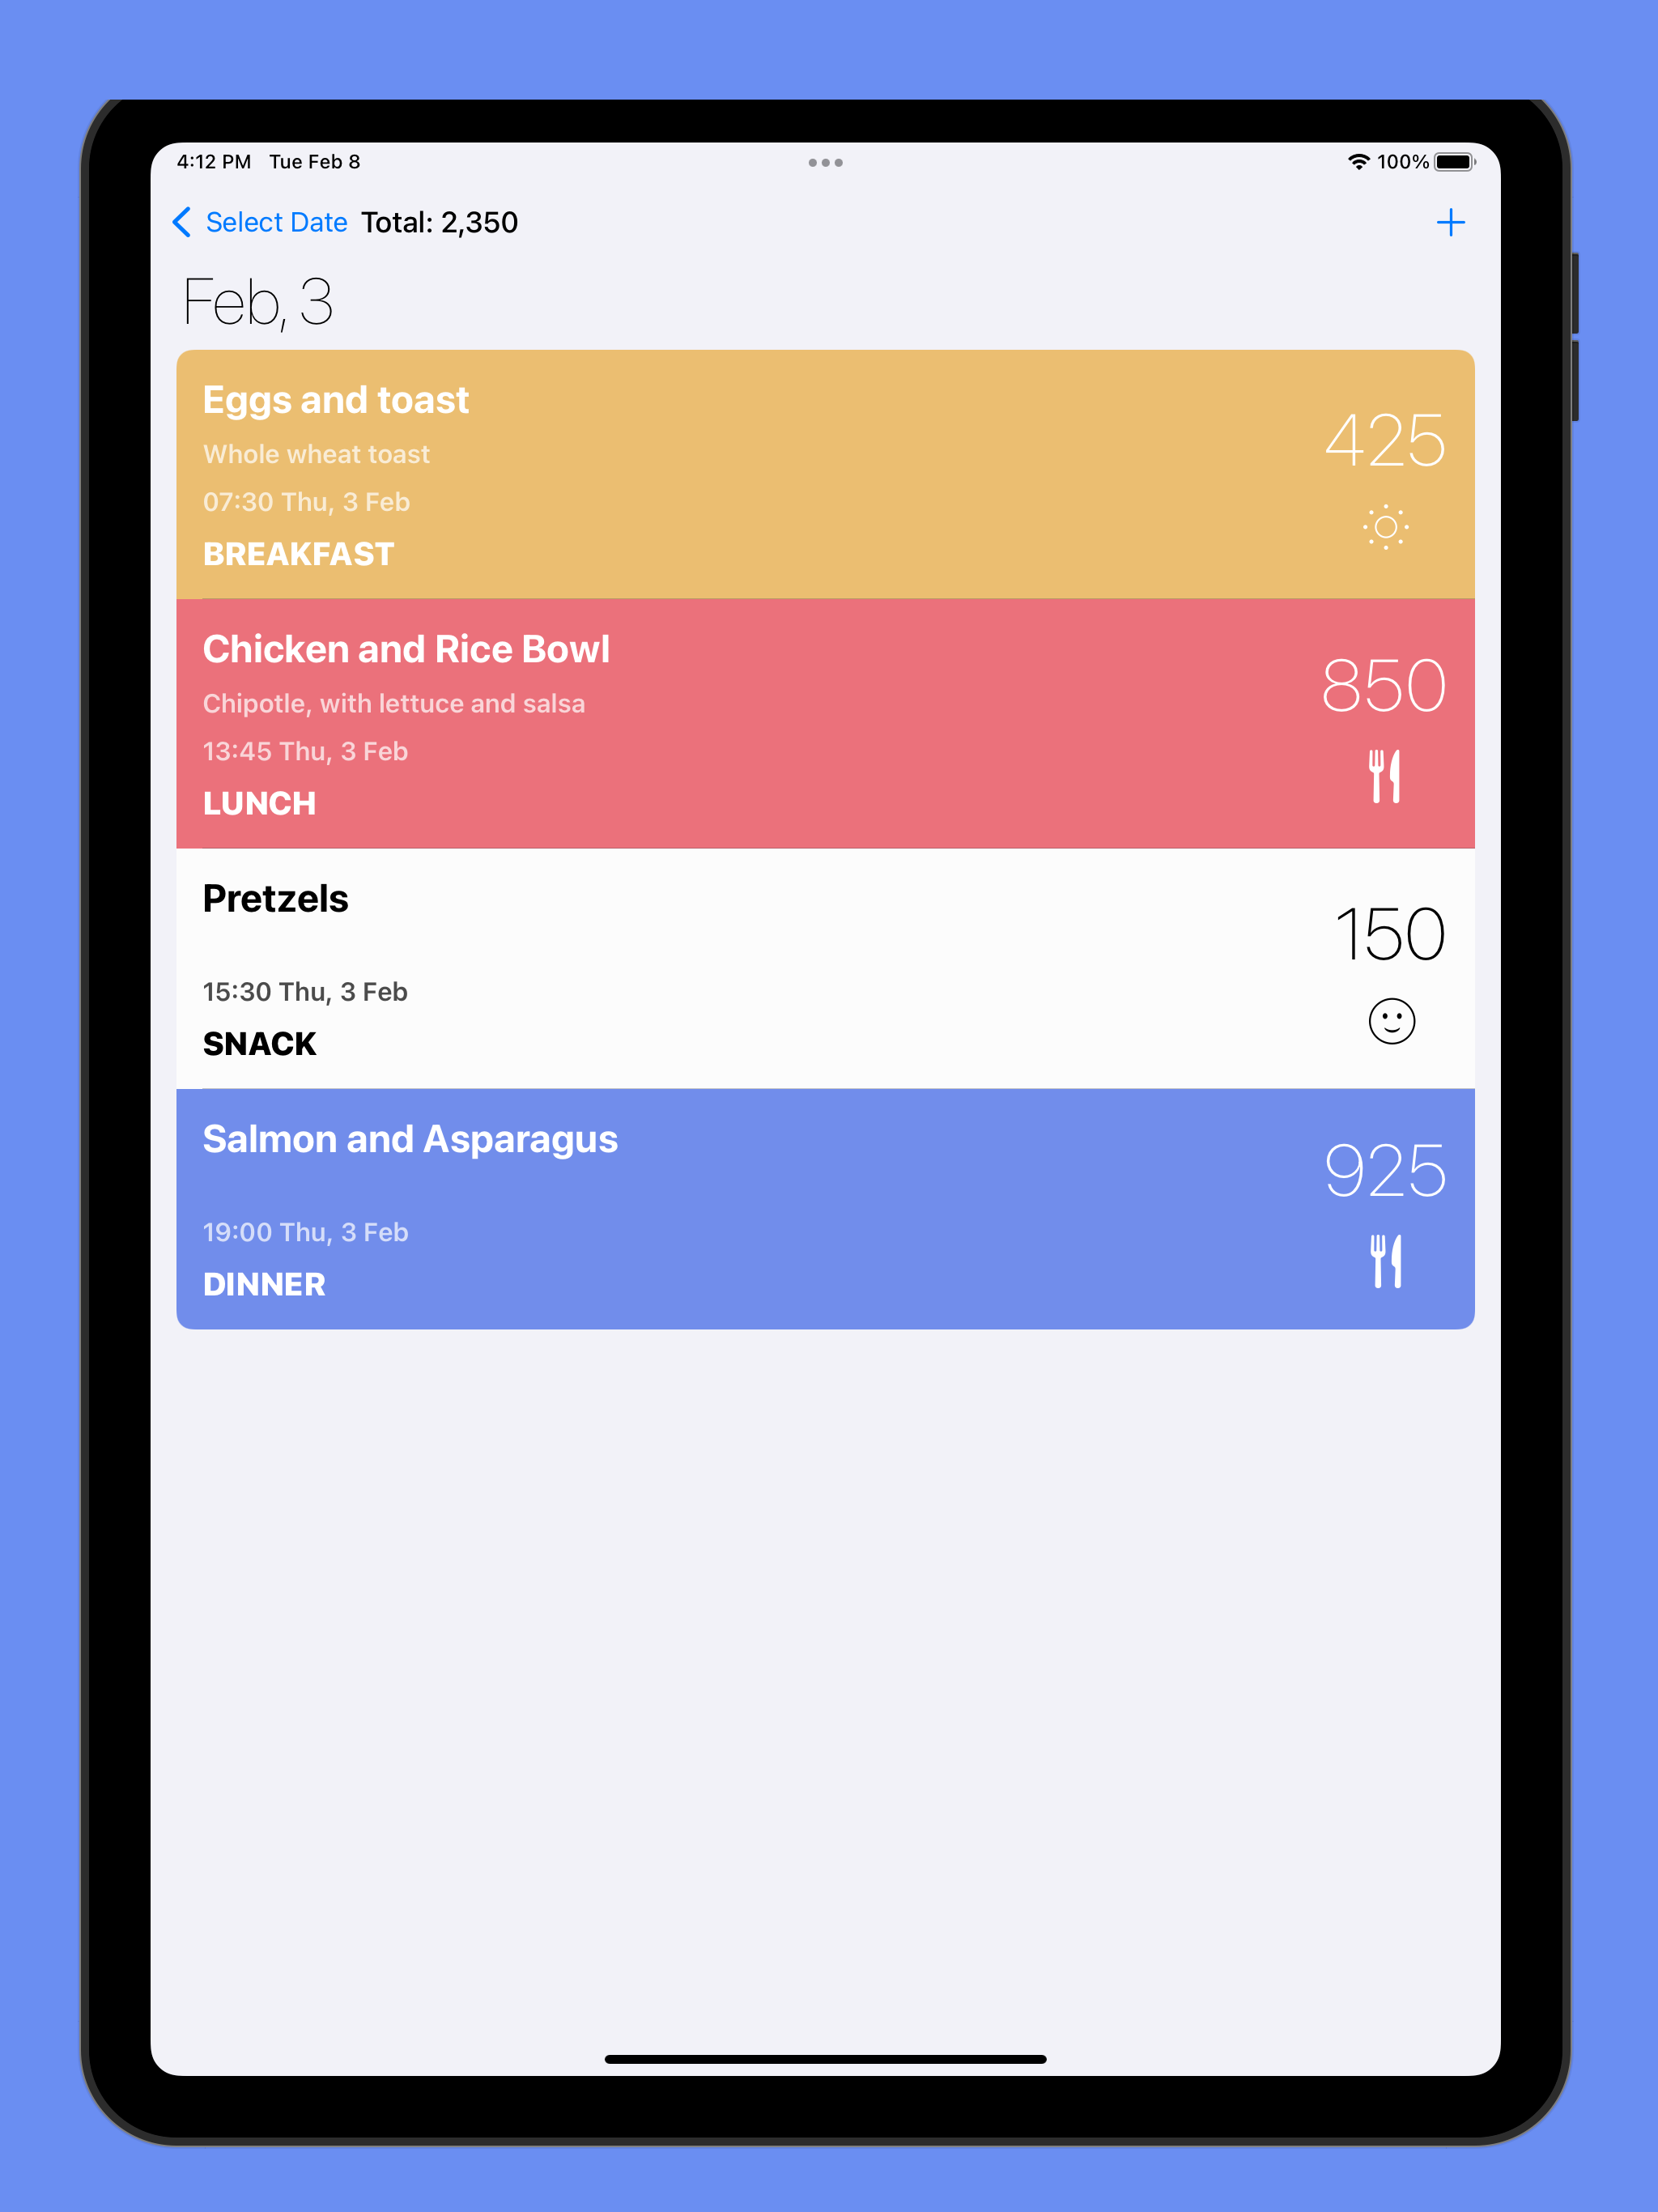 4:12 PM Tue Feb 8 100%
Select Date Total: 2,350
Feb, 3
Eggs and toast
425
Whole wheat toast
07:30 Thu, 3 Feb
BREAKFAST
Chicken and Rice Bowl
850
Chipotle, with lettuce and salsa
13:45 Thu, 3 Feb
LUNCH
Pretzels
150
15:30 Thu, 3 Feb
SNACK
Salmon and Asparagus
925
19:00 Thu, 3 Feb
DINNER